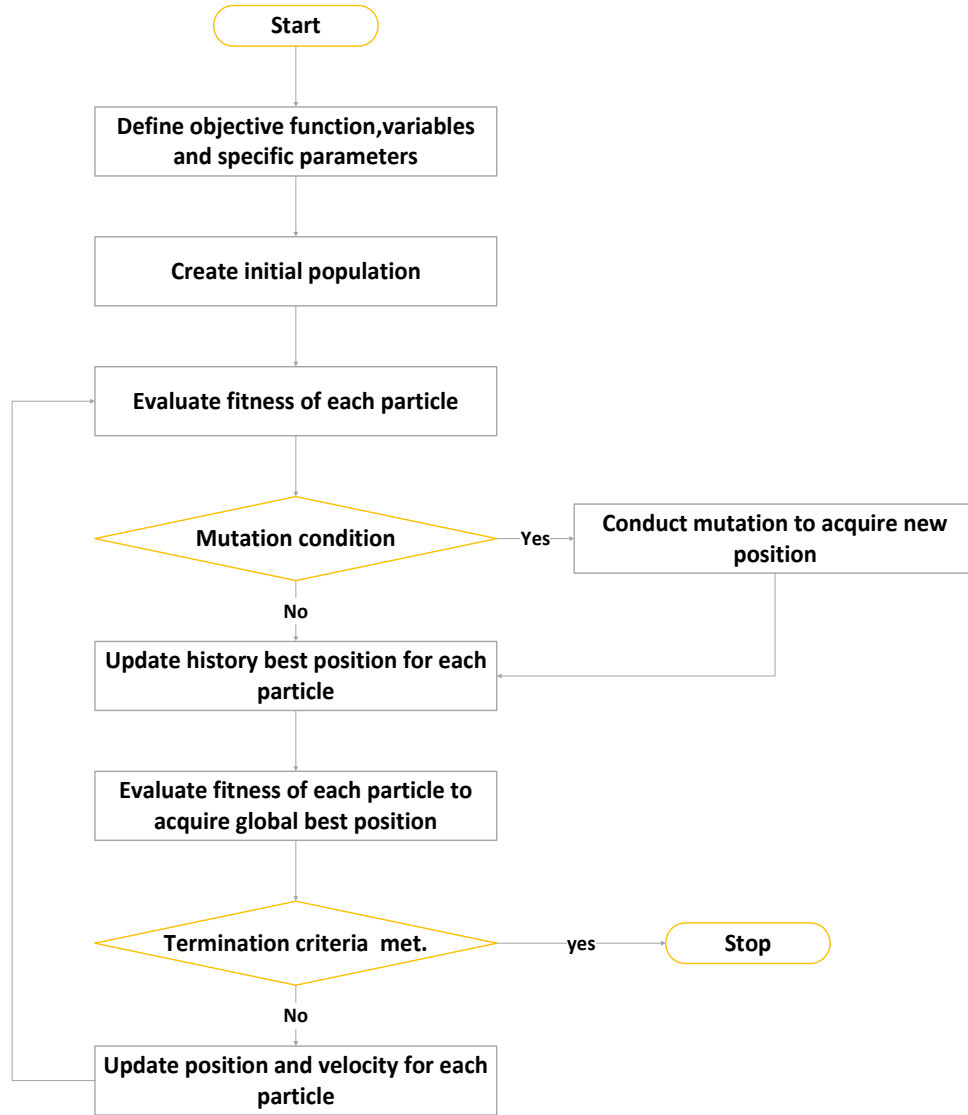 Start
Define objective function,variables
and specific parameters
Create initial population
Evaluate fitness of each particle
Mutation condition
Yes
Conduct mutation to acquire new
position
No
Update history best position for each
particle
Evaluate fitness of each particle to
acquire global best position
Termination criteria  met.
yes
Stop
No
Update position and velocity for each
particle